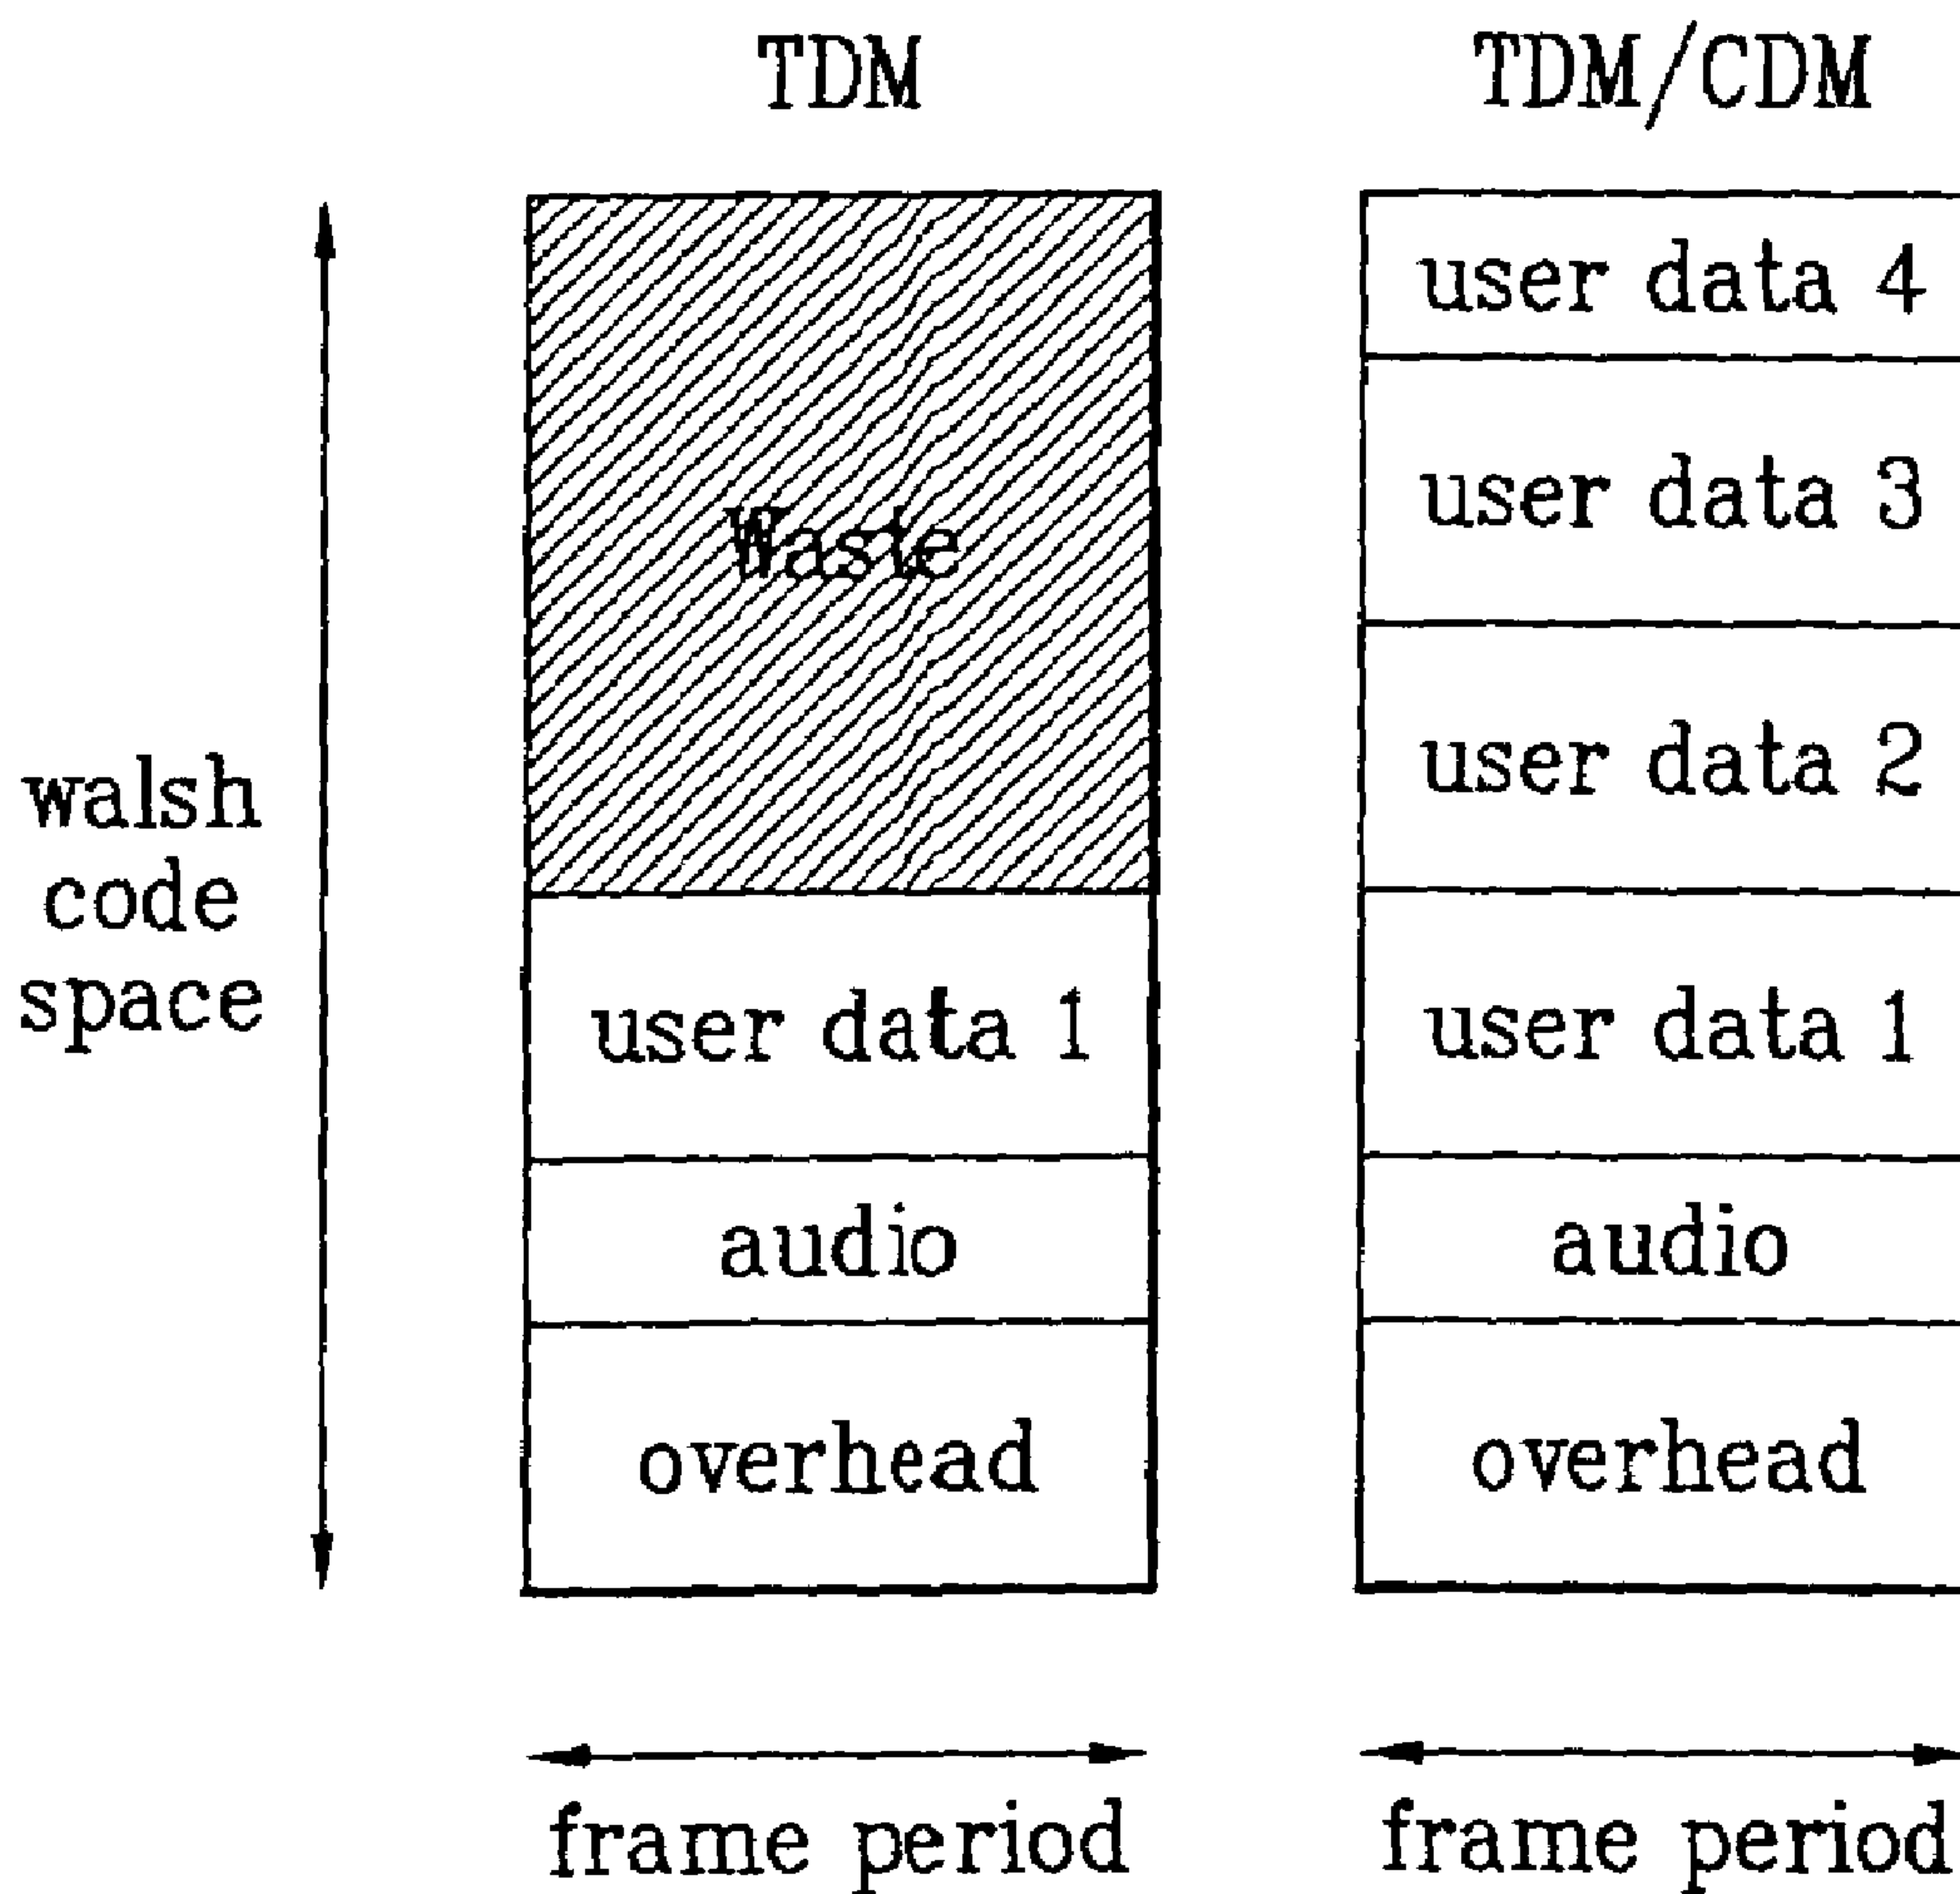 TDM
TDM/CDM
walsh
code
space
Waste
user data 1
audio
overhead
user data 4
user data 3
user data 2
user data 1
audio
overhead
frame period
frame period